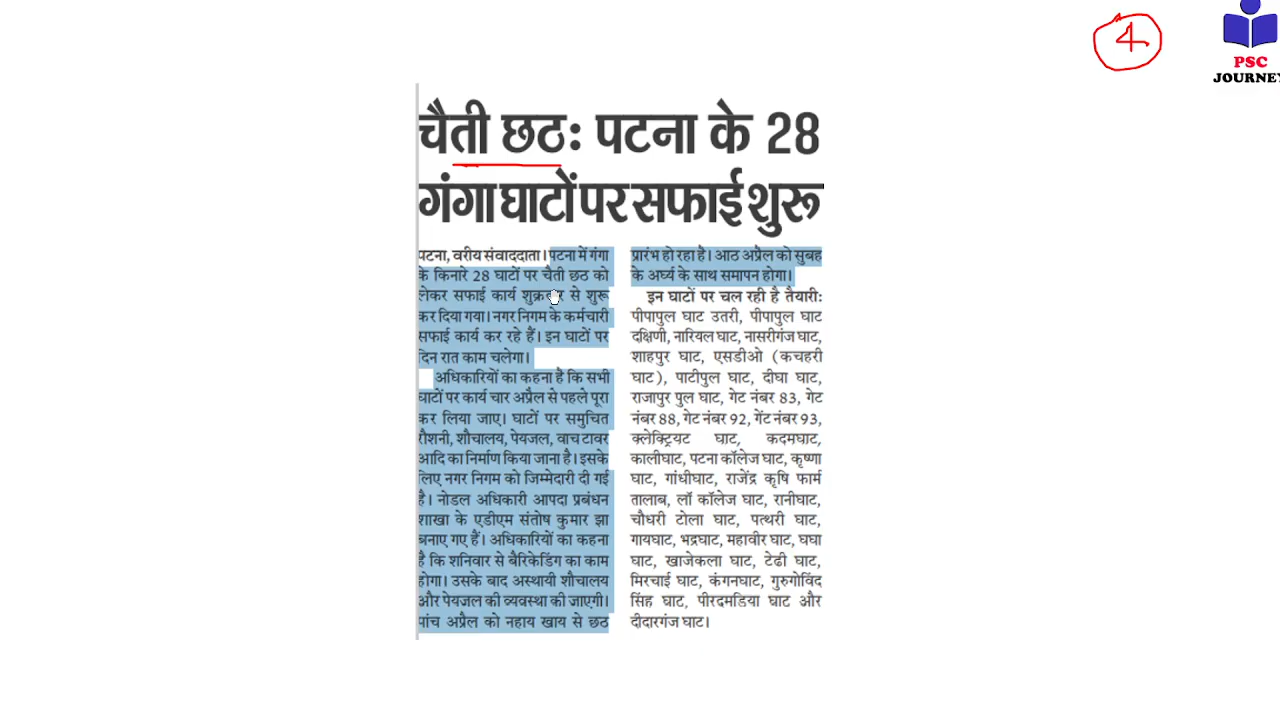 4
PSC
JOURNEY
चैती छठः पटना के 28
गंगा घाटों पर सफाई शुरू
पटना, वरीय संवाददाता। पटना में गंगा
के किनारे 28 घाटों पर चैती छठ को
लेकर सफाई कार्य शुक्रवार से शुरू
कर दिया गया। नगर निगम के कर्मचारी
सफाई कार्य कर रहे हैं। इन घाटों पर
दिन रात काम चलेगा।
अधिकारियों का कहना है कि सभी
घाटों पर कार्य चार अप्रैल से पहले पूरा
कर लिया जाए। घाटों पर समुचित
रौशनी, शौचालय, पेयजल, वाच टावर
आदि का निर्माण किया जाना है। इसके
लिए नगर निगम को जिम्मेदारी दी गई
है। नोडल अधिकारी आपदा प्रबंधन
शाखा के एडीएम संतोष कुमार झा
बनाए गए हैं। अधिकारियों का कहना
है कि शनिवार से बैरिकेडिंग का काम
होगा। उसके बाद अस्थायी शौचालय
और पेयजल की व्यवस्था की जाएगी।
पांच अप्रैल को नहाय खाय से छठ
प्रारंभ हो रहा है। आठ अप्रैल को सुबह
के अर्घ्य के साथ समापन होगा।
इन घाटों पर चल रही है तैयारी:
पीपापुल घाट उतरी, पीपापुल घाट
दक्षिणी, नारियल घाट, नासरीगंज घाट,
शाहपुर घाट, एसडीओ (कचहरी
घाट), पाटीपुल घाट, दीघा घाट,
राजापुर पुल घाट, गेट नंबर 83, गेट
नंबर 88, गेट नंबर 92, गेंट नंबर 93,
क्लेक्ट्रियट घाट, कदमघाट,
कालीघाट, पटना कॉलेज घाट, कृष्णा
घाट, गांधीघाट, राजेंद्र कृषि फार्म
तालाब, लॉ कॉलेज घाट, रानीघाट,
चौधरी टोला घाट, पत्थरी घाट,
गायघाट, भद्रघाट, महावीर घाट, घघा
घाट, खाजेकला घाट, टेढी घाट,
मिरचाई घाट, कंगनघाट, गुरुगोविंद
सिंह घाट, पीरदमडिया घाट और
दीदारगंज घाट।